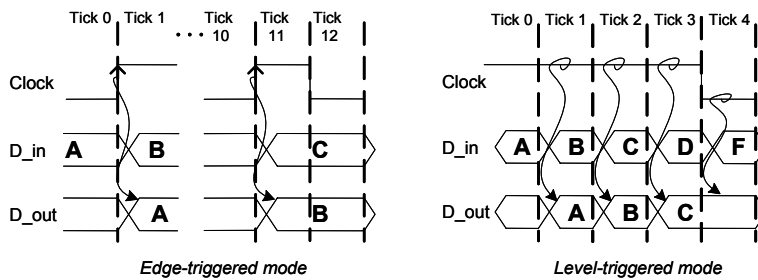 Tick 0 Tick 1 Tick 10 Tick 11 Tick 12
Clock
D_in A B C
D_out A B
Edge-triggered mode
Tick 0 Tick 1 Tick 2 Tick 3 Tick 4
Clock
D_in A B C D F
D_out A B C
Level-triggered mode